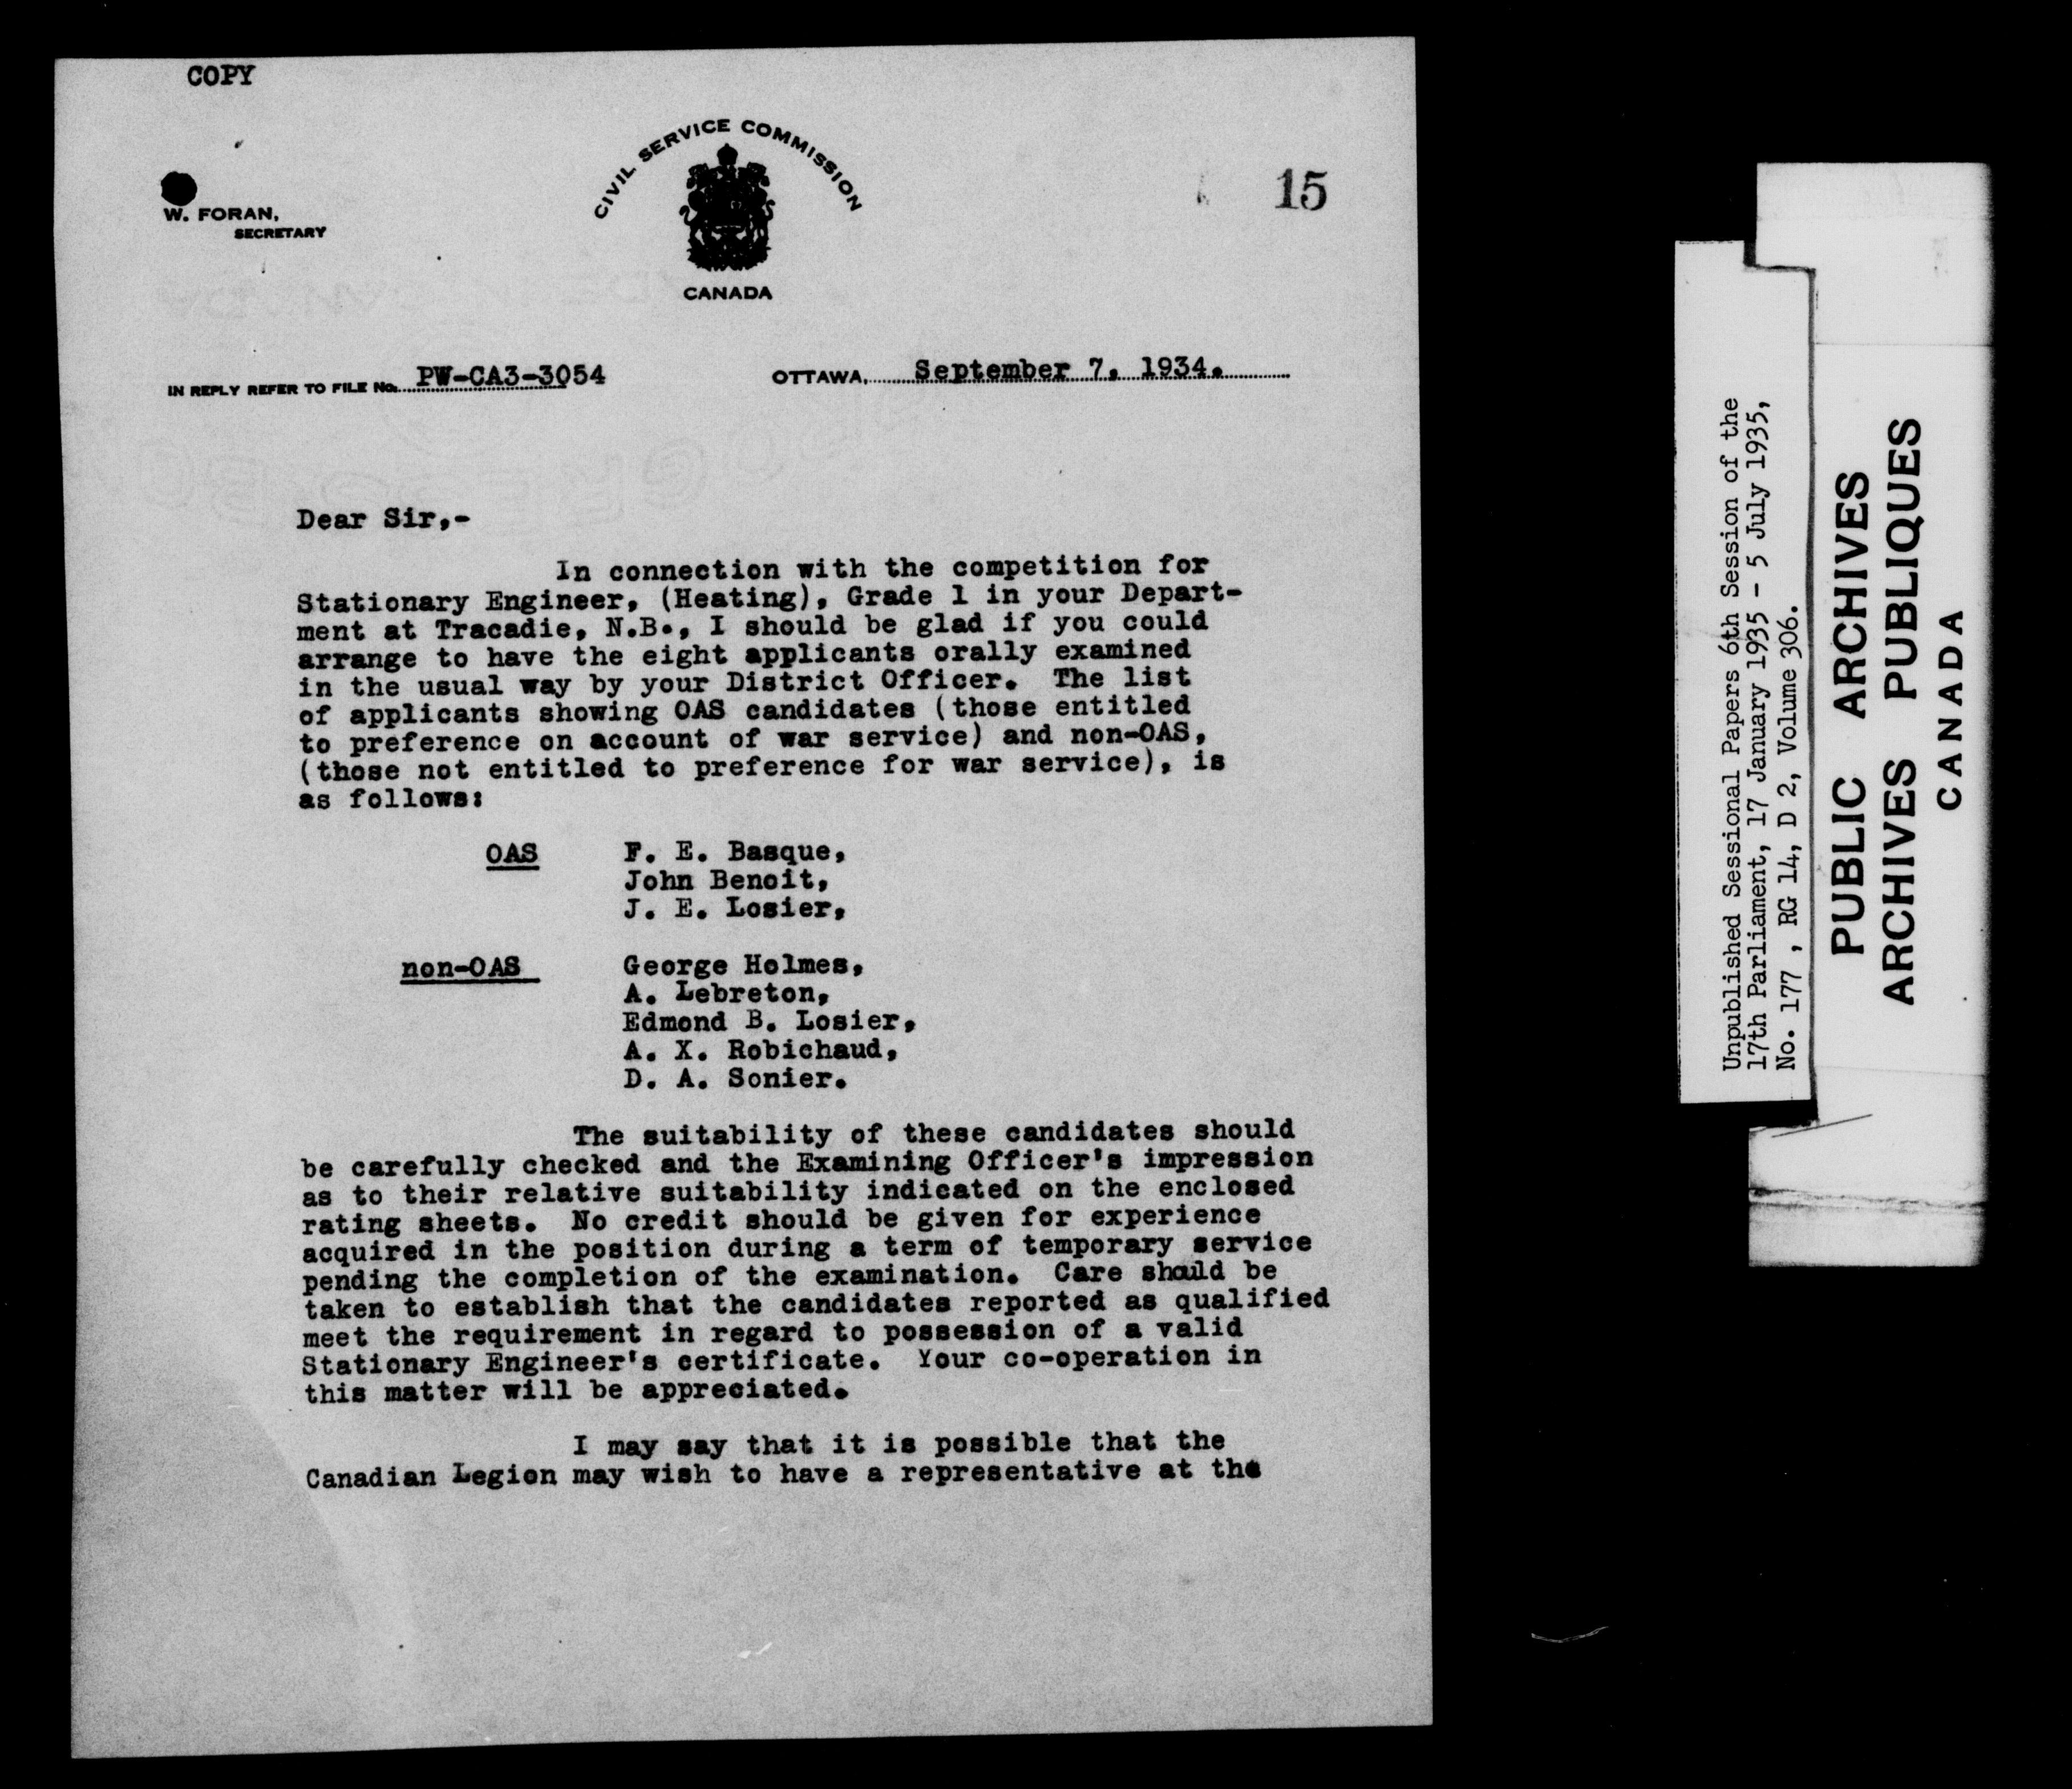 COPY
CIVIL SERVICE COMMISSION
15
W. FORAN,
SECRETARY
CANADA
IN REPLY REFER TO FILE No. PW-CA3-3054
OTTAWA, September 7, 1934.
Dear Sir,-
In connection with the competition for
Stationary Engineer, (Heating), Grade 1 in your Depart-
ment at Tracadie, N.B., I should be glad if you could
arrange to have the eight applicants orally examined
in the usual way by your District Officer. The list
of applicants showing OAS candidates (those entitled
to preference on account of war service) and non-OAS,
(those not entitled to preference for war service), is
as follows:
OAS F. E. Basque,
John Benoit,
J. E. Losier,
non-OAS George Holmes,
A. Lebreton,
Edmond B. Losier,
A. X. Robichaud,
D. A. Sonier.
The suitability of these candidates should
be carefully checked and the Examining Officer's impression
as to their relative suitability indicated on the enclosed
rating sheets. No credit should be given for experience
acquired in the position during a term of temporary service
pending the completion of the examination. Care should be
taken to establish that the candidates reported as qualified
meet the requirement in regard to possession of a valid
Stationary Engineer's certificate. Your co-operation in
this matter will be appreciated.
I may say that it is possible that the
Canadian Legion may wish to have a representative at the
Unpublished Sessional Papers 6th Session of the
17th Parliament, 17 January 1935 - 5 July 1935,
No. 177 , RG 14, D 2, Volume 306.
PUBLIC ARCHIVES
ARCHIVES PUBLIQUES
CANADA